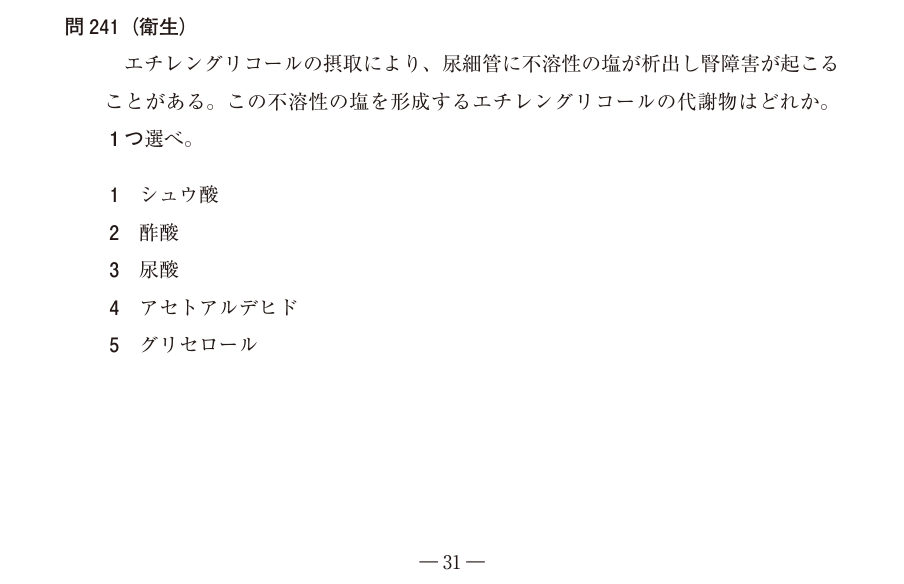 問 241（衛生）
エチレングリコールの摂取により、尿細管に不溶性の塩が析出し腎障害が起こる
ことがある。この不溶性の塩を形成するエチレングリコールの代謝物はどれか。
1 つ選べ。
1 シュウ酸
2 酢酸
3 尿酸
4 アセトアルデヒド
5 グリセロール
— 31 —